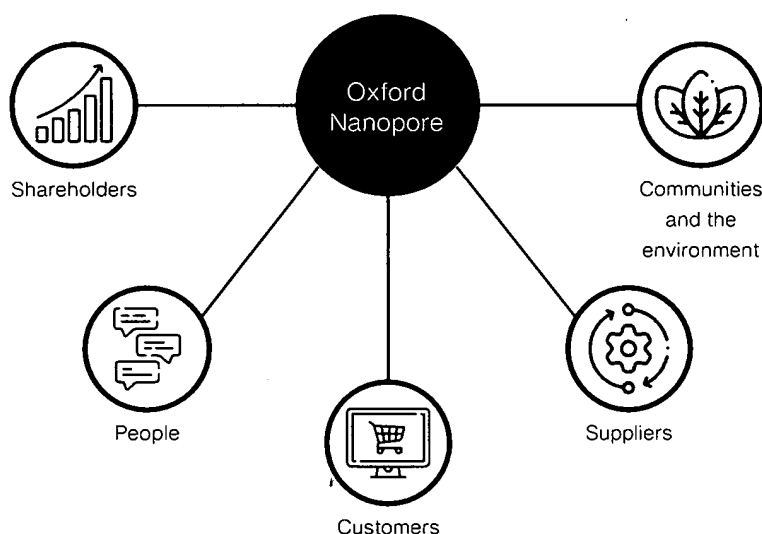 Oxford
Nanopore
Shareholders
Communities
and the
environment
People
Suppliers
Customers